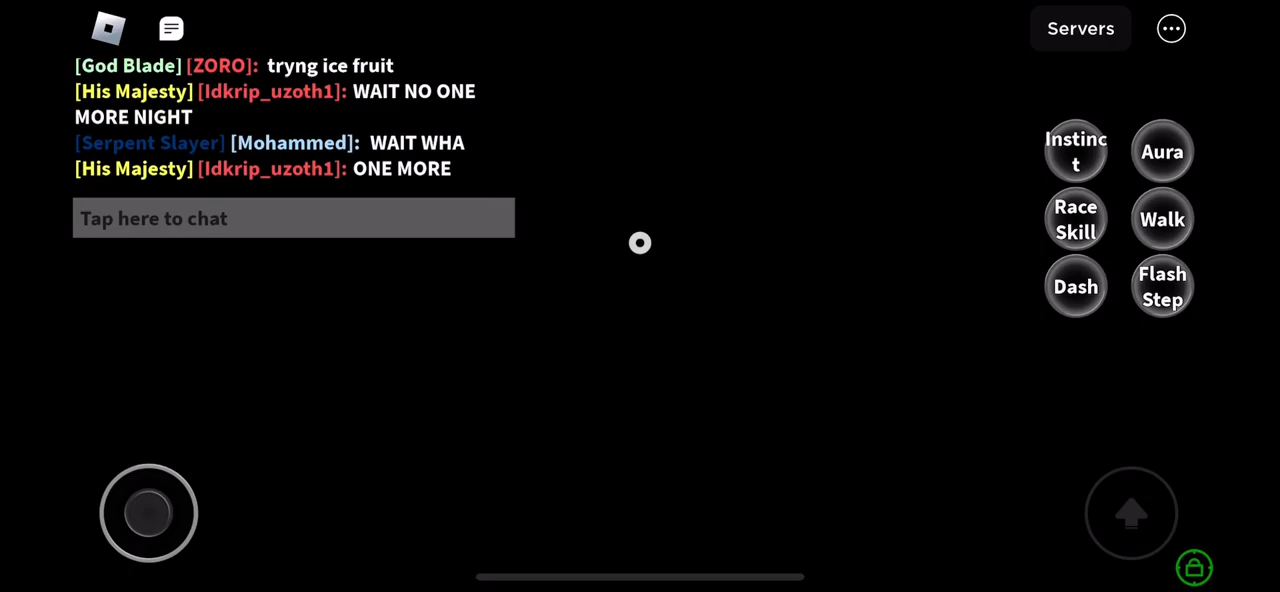 Servers
[God Blade] [ZORO]: tryng ice fruit
[His Majesty] [Idkrip_uzoth1]: WAIT NO ONE
MORE NIGHT
[Serpent Slayer] [Mohammed]: WAIT WHA
[His Majesty] [Idkrip_uzoth1]: ONE MORE
Tap here to chat
Instinc
t
Aura
Race
Skill
Walk
Dash
Flash
Step